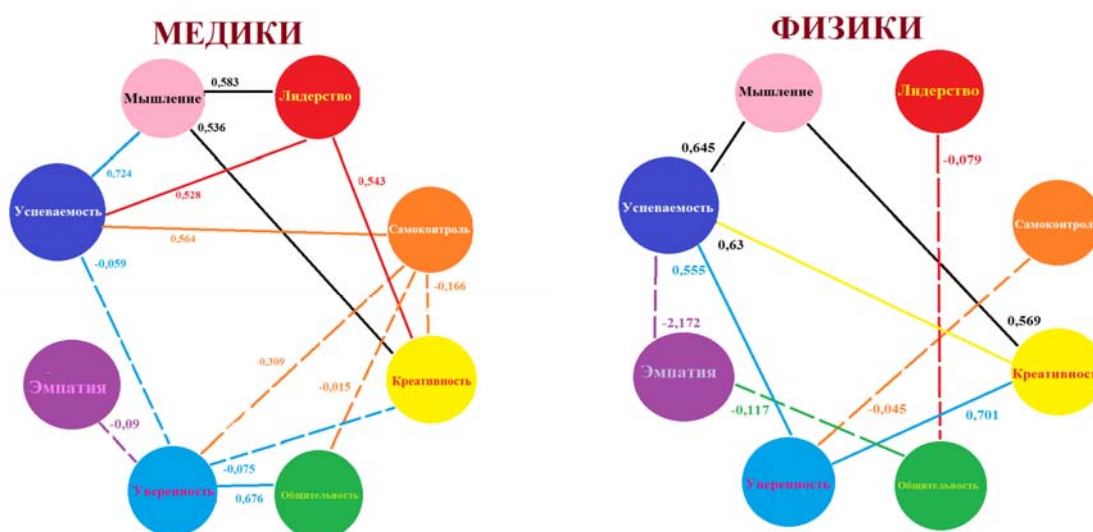 МЕДИКИ
Мышление
0,583
Лидерство
0,536
0,724
0,528
0,543
Успеваемость
0,564
Самоконтроль
-0,059
-0,166
-0,309
-0,015
Эмпатия
Креативность
-0,09
-0,075
Уверенность
0,676
Общительность
ФИЗИКИ
Мышление
Лидерство
0,645
-0,079
Успеваемость
Самоконтроль
0,63
0,555
-2,172
0,569
Эмпатия
Креативность
-0,117
-0,045
0,701
Уверенность
Общительность